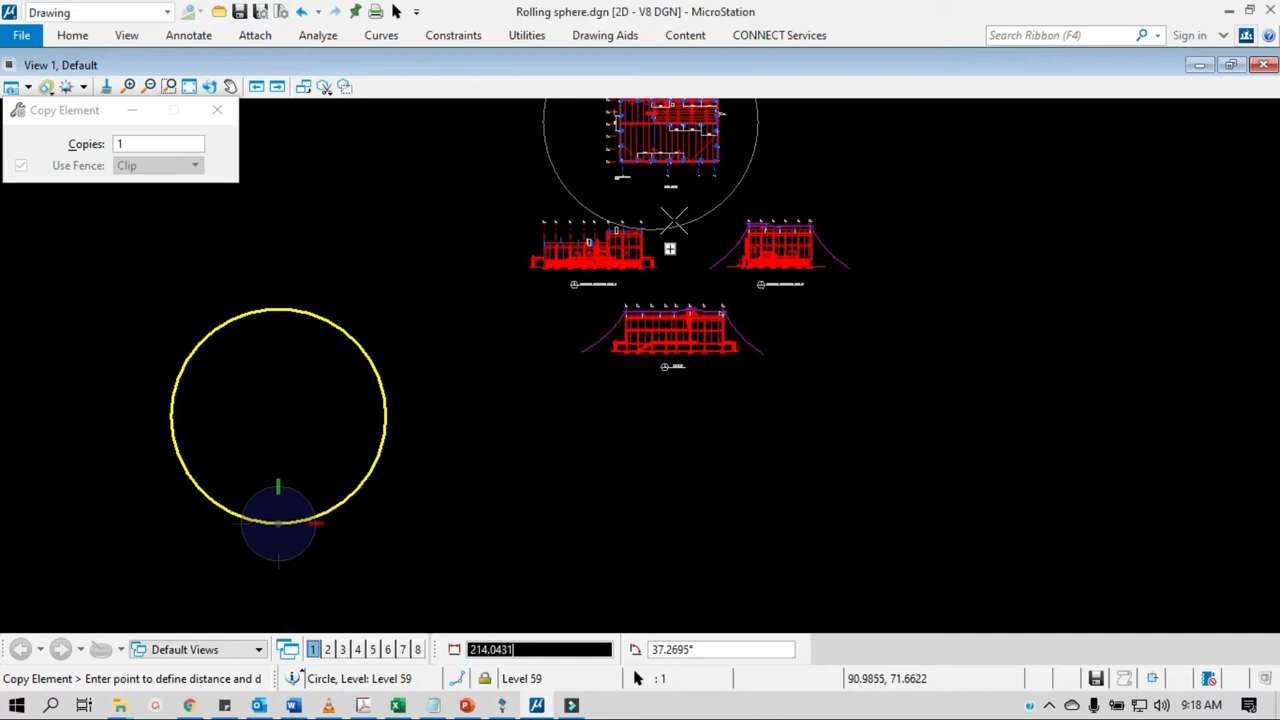 Drawing
Rolling sphere.dgn [2D - V8 DGN] - MicroStation
File Home View Annotate Attach Analyze Curves Constraints Utilities Drawing Aids Content CONNECT Services Search Ribbon (F4) Sign in
View 1, Default
Copy Element
Copies: 1
Use Fence: Clip
Default Views 1 2 3 4 5 6 7 8 214.0431 37.2695°
Copy Element > Enter point to define distance and d Circle, Level: Level 59 Level 59 : 1 90.9855, 71.6622
9:18 AM